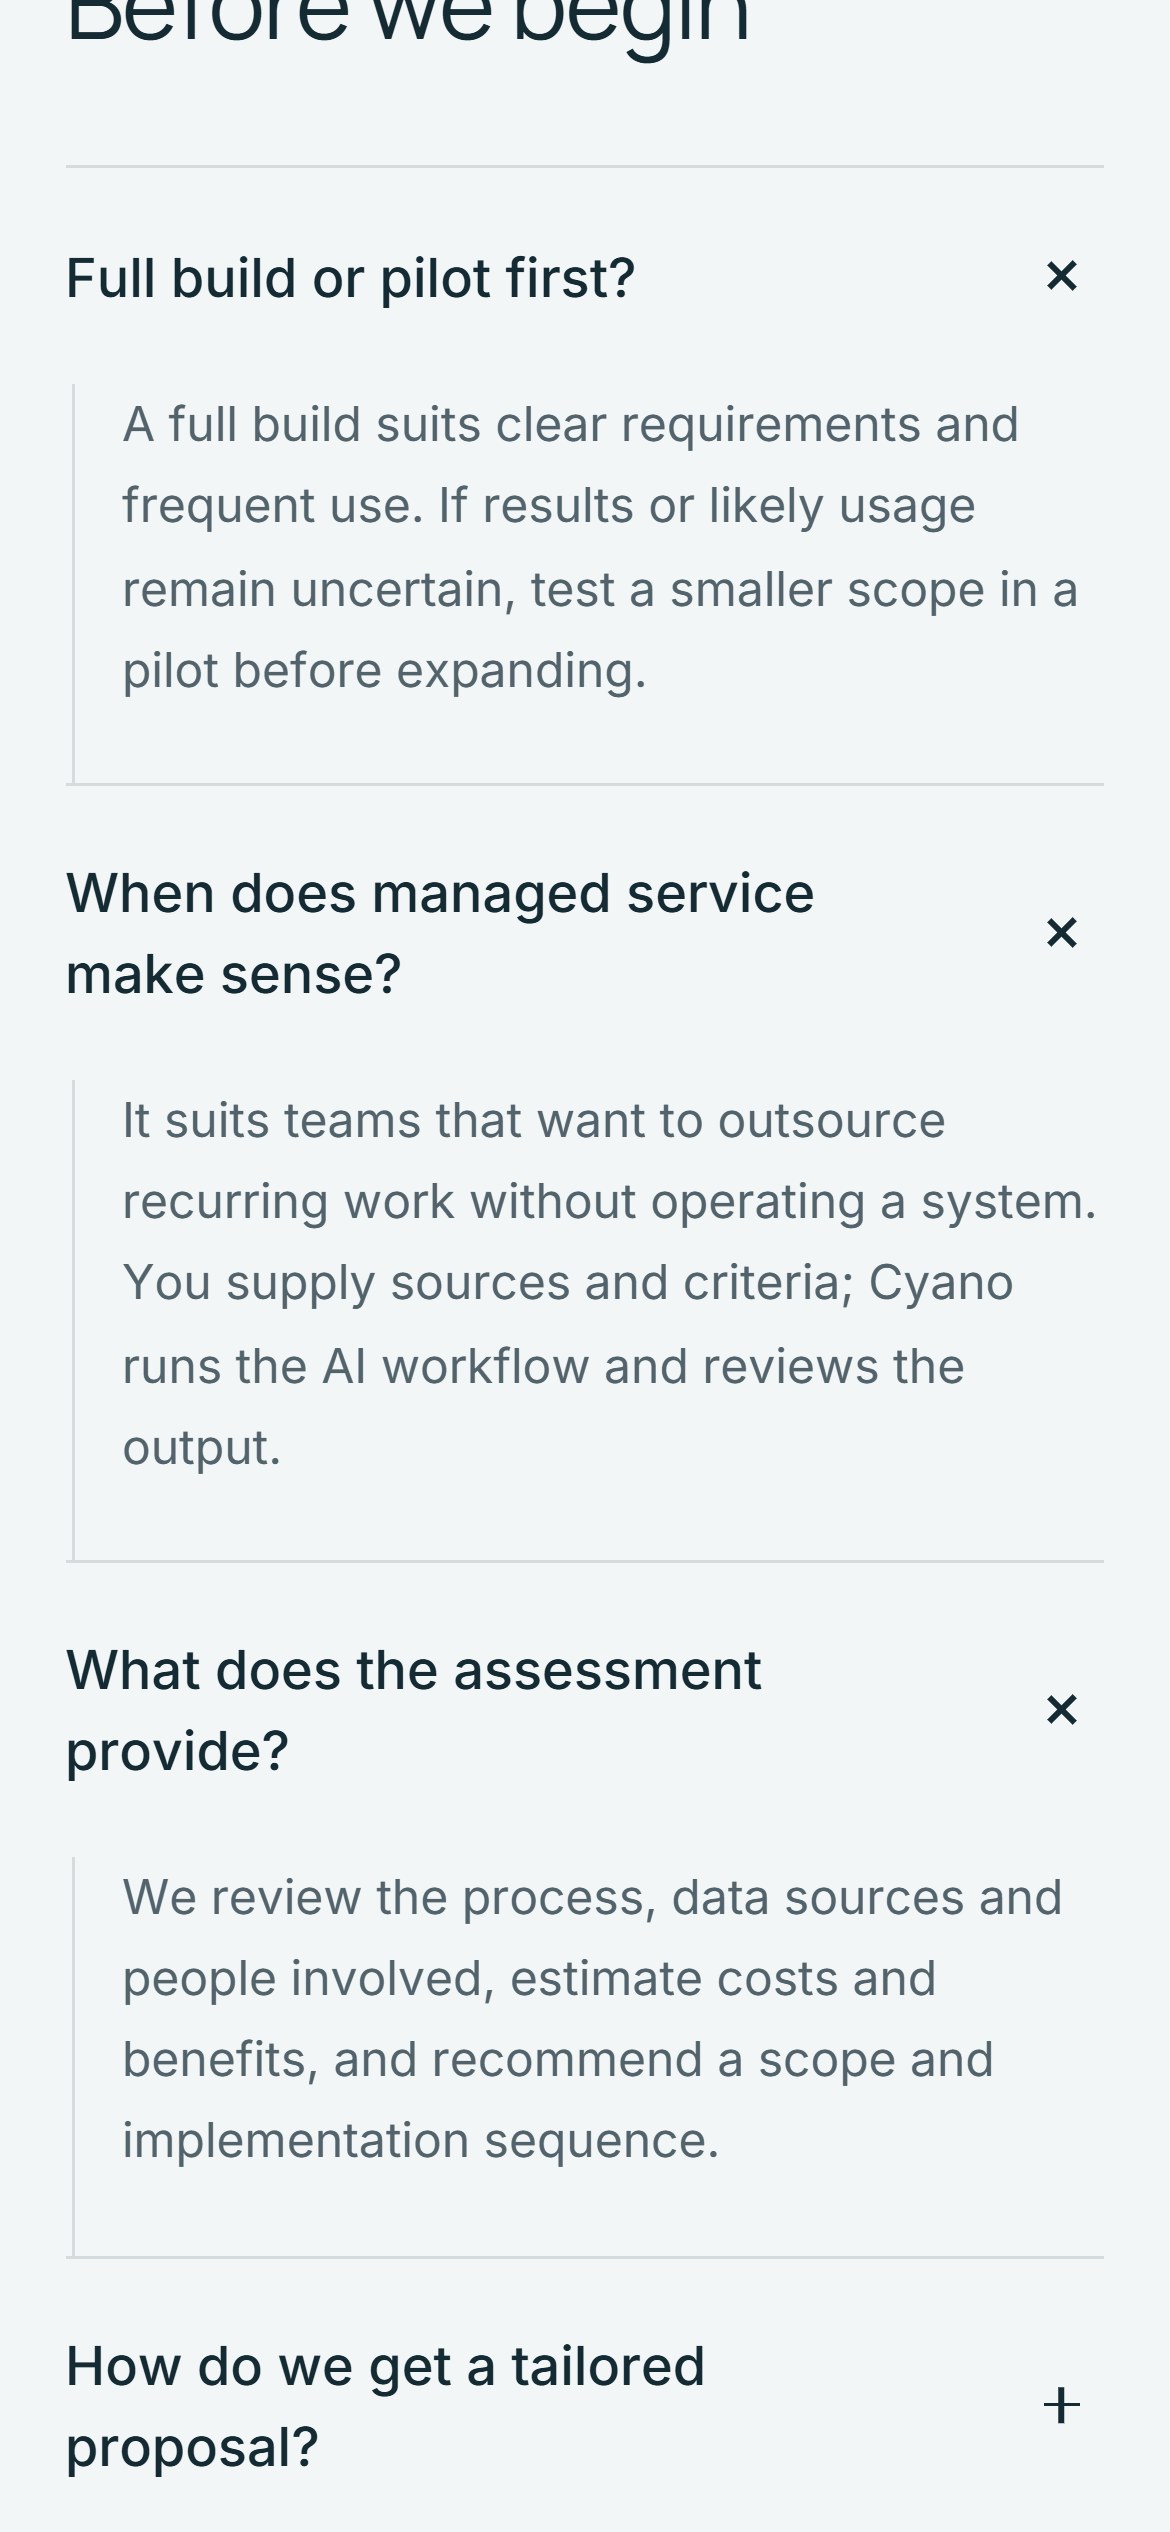 Before we begin
Full build or pilot first?
A full build suits clear requirements and
frequent use. If results or likely usage
remain uncertain, test a smaller scope in a
pilot before expanding.
When does managed service
make sense?
It suits teams that want to outsource
recurring work without operating a system.
You supply sources and criteria; Cyano
runs the AI workflow and reviews the
output.
What does the assessment
provide?
We review the process, data sources and
people involved, estimate costs and
benefits, and recommend a scope and
implementation sequence.
How do we get a tailored
proposal?